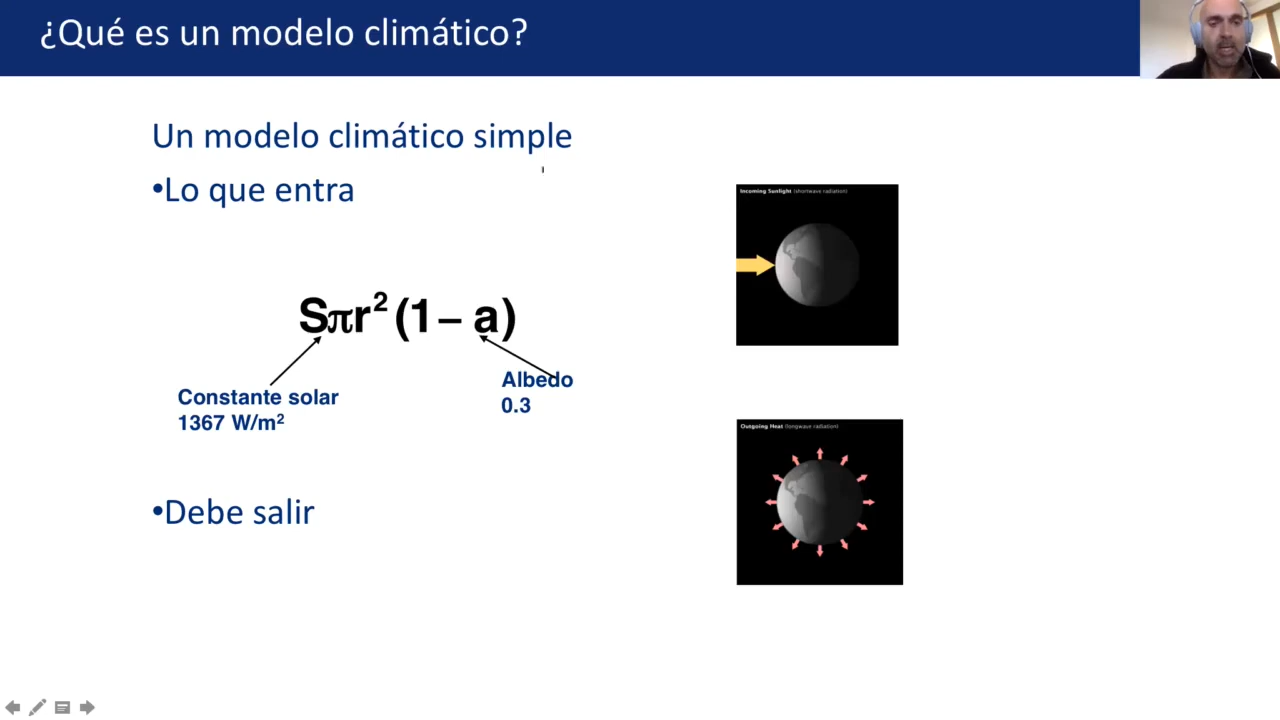 ¿Qué es un modelo climático?
Un modelo climático simple
•Lo que entra
Incoming Sunlight (shortwave radiation)
Sπr² (1 – a)
Constante solar
1367 W/m²
Albedo
0.3
Outgoing Heat (longwave radiation)
•Debe salir